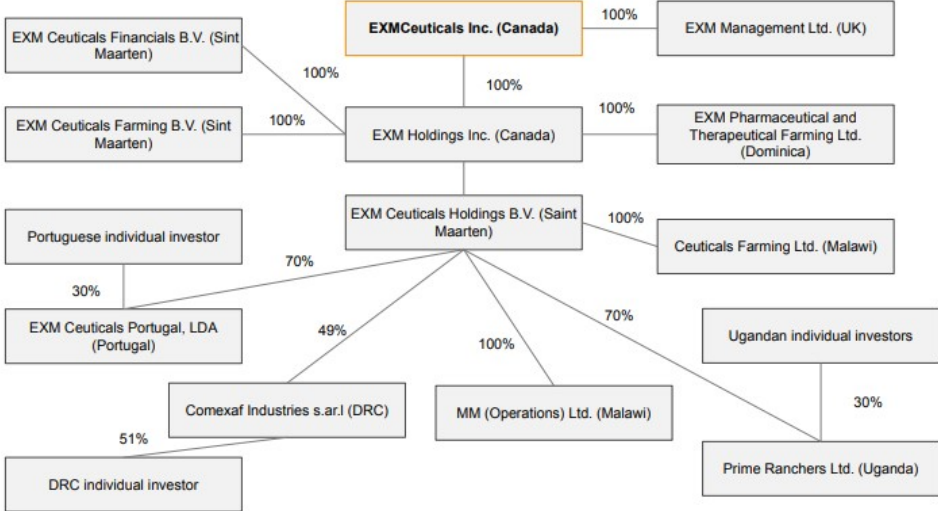 EXM Ceuticals Financials B.V. (Sint
Maarten)
EXMCeuticals Inc. (Canada)
100%
EXM Management Ltd. (UK)
100%
100%
EXM Ceuticals Farming B.V. (Sint
Maarten)
100%
EXM Holdings Inc. (Canada)
100%
EXM Pharmaceutical and
Therapeutical Farming Ltd.
(Dominica)
EXM Ceuticals Holdings B.V. (Saint
Maarten)
100%
Ceuticals Farming Ltd. (Malawi)
Portuguese individual investor
70%
30%
EXM Ceuticals Portugal, LDA
(Portugal)
49%
100%
70%
Ugandan individual investors
Comexaf Industries s.ar.l (DRC)
MM (Operations) Ltd. (Malawi)
30%
51%
DRC individual investor
Prime Ranchers Ltd. (Uganda)